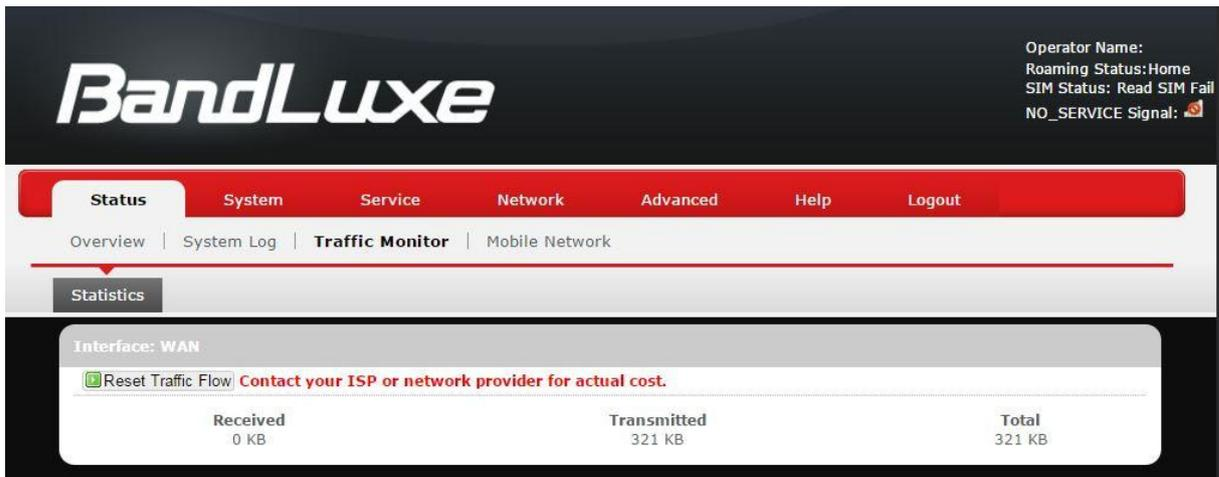 BandLuxe
Operator Name:
Roaming Status:Home
SIM Status: Read SIM Fail
NO_SERVICE Signal:
Status System Service Network Advanced Help Logout
Overview | System Log | Traffic Monitor | Mobile Network
Statistics
Interface: WAN
Reset Traffic Flow Contact your ISP or network provider for actual cost.
Received Transmitted Total
0 KB 321 KB 321 KB